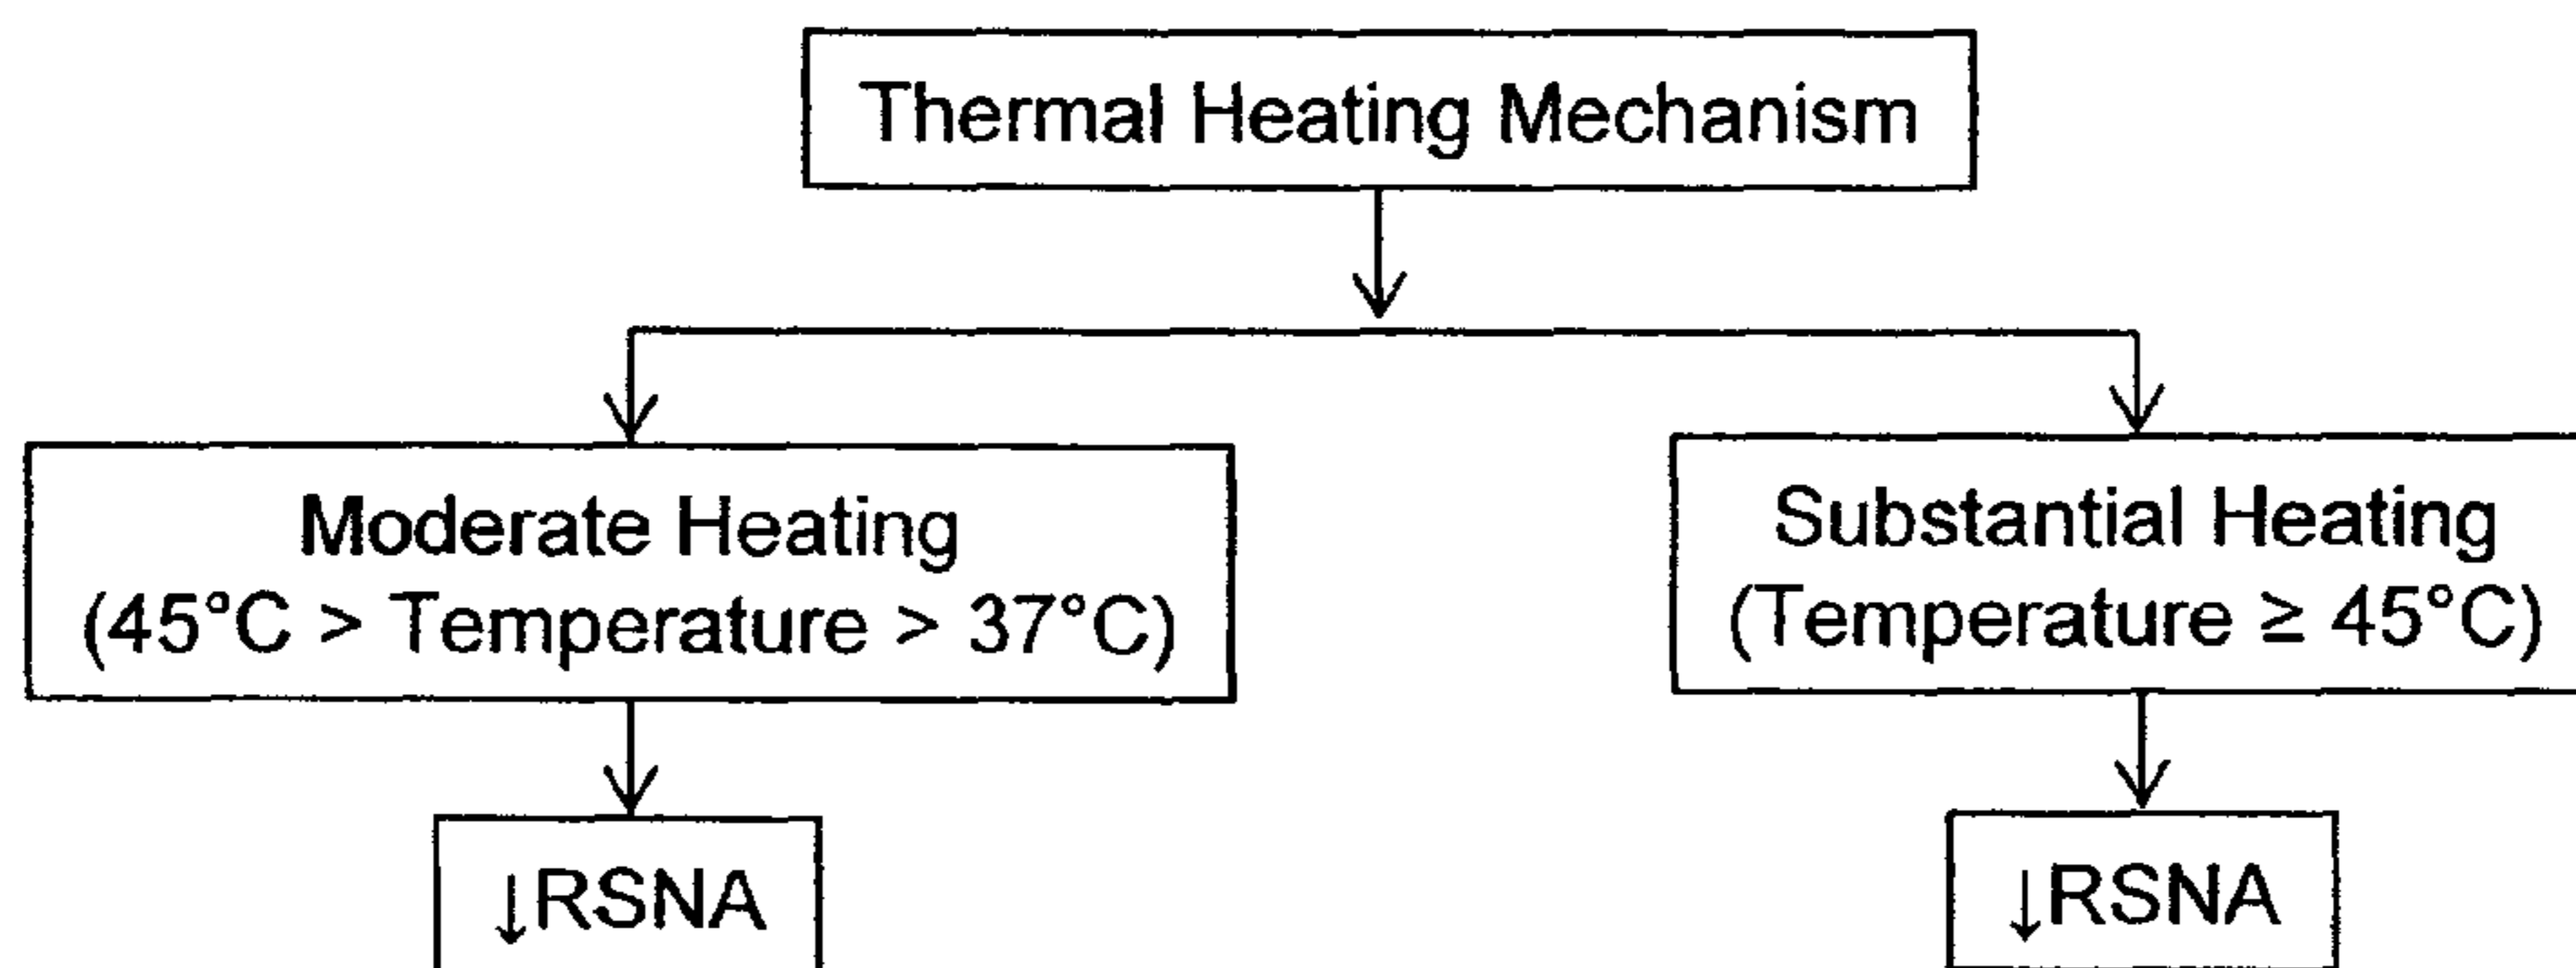 Thermal Heating Mechanism
Moderate Heating
(45°C > Temperature > 37°C)
Substantial Heating
(Temperature ≥ 45°C)
↓RSNA
↓RSNA